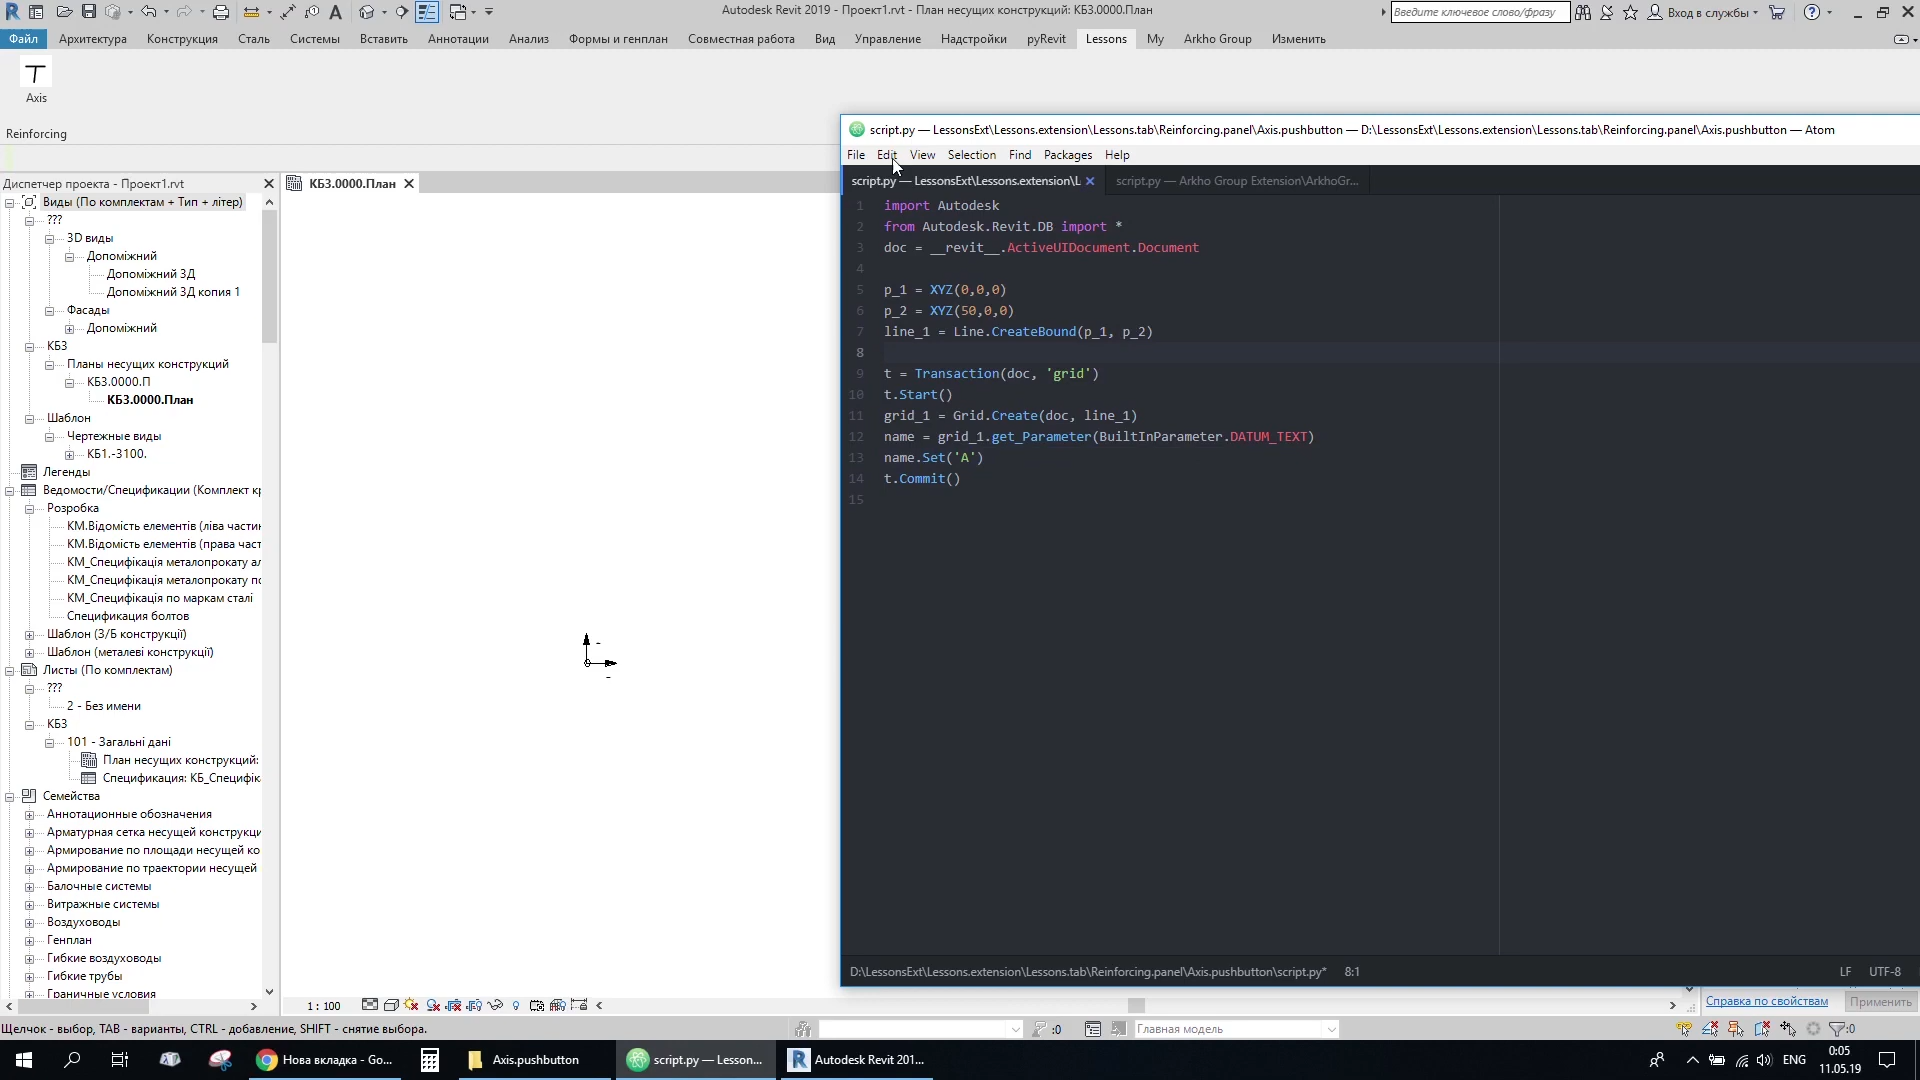 Autodesk Revit 2019 - Проект1.rvt - План несущих конструкций: КБ3.0000.План
Введите ключевое слово/фразу
Вход в службы
Файл
Архитектура
Конструкция
Сталь
Системы
Вставить
Аннотации
Анализ
Формы и генплан
Совместная работа
Вид
Управление
Надстройки
pyRevit
Lessons
My
Arkho Group
Изменить
Axis
Reinforcing
Диспетчер проекта - Проект1.rvt
Виды (По комплектам + Тип + літер)
???
3D виды
Допоміжний
Допоміжний 3Д
Допоміжний 3Д копия 1
Фасады
Допоміжний
КБ3
Планы несущих конструкций
КБ3.0000.П
КБ3.0000.План
Шаблон
Чертежные виды
КБ1.-3100.
Легенды
Ведомости/Спецификации (Комплект кр
Розробка
КМ.Відомість елементів (ліва частин
КМ.Відомість елементів (права част
КМ_Специфікація металопрокату ал
КМ_Специфікація металопрокату по
КМ_Специфікація по маркам сталі
Спецификация болтов
Шаблон (З/Б конструкції)
Шаблон (металеві конструкції)
Листы (По комплектам)
???
2 - Без имени
КБ3
101 - Загальні дані
План несущих конструкций:
Спецификация: КБ_Специфік
Семейства
Аннотационные обозначения
Арматурная сетка несущей конструкци
Армирование по площади несущей ко
Армирование по траектории несущей
Балочные системы
Витражные системы
Воздуховоды
Генплан
Гибкие воздуховоды
Гибкие трубы
Граничные условия
КБ3.0000.План
1 : 100
script.py — LessonsExt\Lessons.extension\Lessons.tab\Reinforcing.panel\Axis.pushbutton — D:\LessonsExt\Lessons.extension\Lessons.tab\Reinforcing.panel\Axis.pushbutton — Atom
File Edit View Selection Find Packages Help
script.py — LessonsExt\Lessons.extension\L
script.py — Arkho Group Extension\ArkhoGr...
1 import Autodesk
2 from Autodesk.Revit.DB import *
3 doc = __revit__.ActiveUIDocument.Document
4
5 p_1 = XYZ(0,0,0)
6 p_2 = XYZ(50,0,0)
7 line_1 = Line.CreateBound(p_1, p_2)
8
9 t = Transaction(doc, 'grid')
10 t.Start()
11 grid_1 = Grid.Create(doc, line_1)
12 name = grid_1.get_Parameter(BuiltInParameter.DATUM_TEXT)
13 name.Set('A')
14 t.Commit()
15
D:\LessonsExt\Lessons.extension\Lessons.tab\Reinforcing.panel\Axis.pushbutton\script.py* 8:1
LF UTF-8
Справка по свойствам
Применить
Щелчок - выбор, TAB - варианты, CTRL - добавление, SHIFT - снятие выбора.
:0
Главная модель
:0
Нова вкладка - Go...
Axis.pushbutton
script.py — Lesson...
Autodesk Revit 201...
ENG
0:05
11.05.19